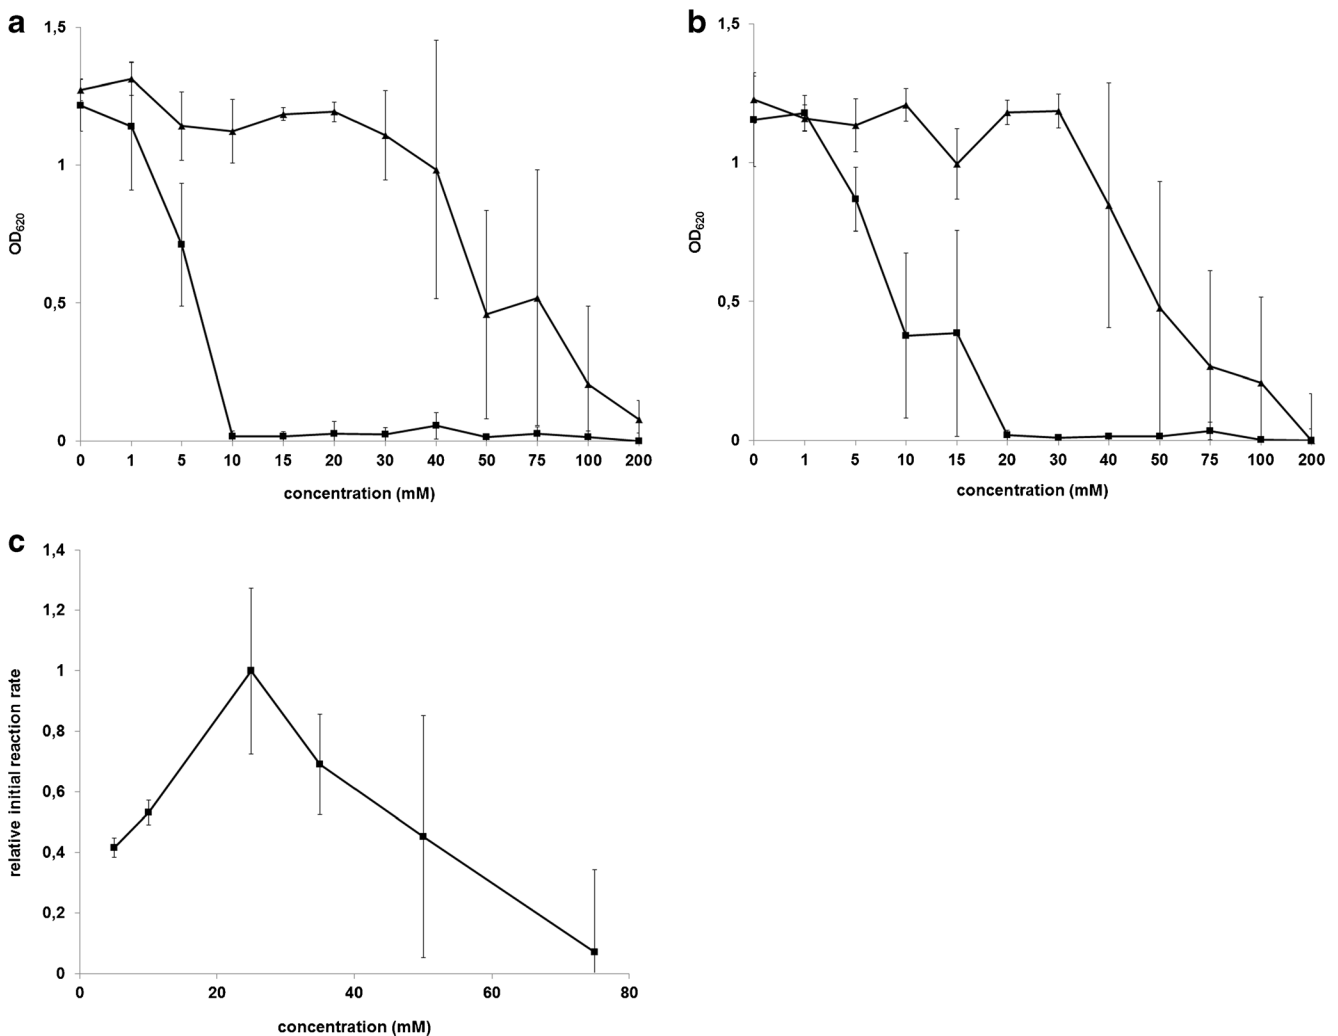 a
1,5
1
0,5
0
OD620
0 1 5 10 15 20 30 40 50 75 100 200
concentration (mM)
b
1,5
1
0,5
0
OD620
0 1 5 10 15 20 30 40 50 75 100 200
concentration (mM)
c
1,4
1,2
1
0,8
0,6
0,4
0,2
0
relative initial reaction rate
0 20 40 60 80
concentration (mM)